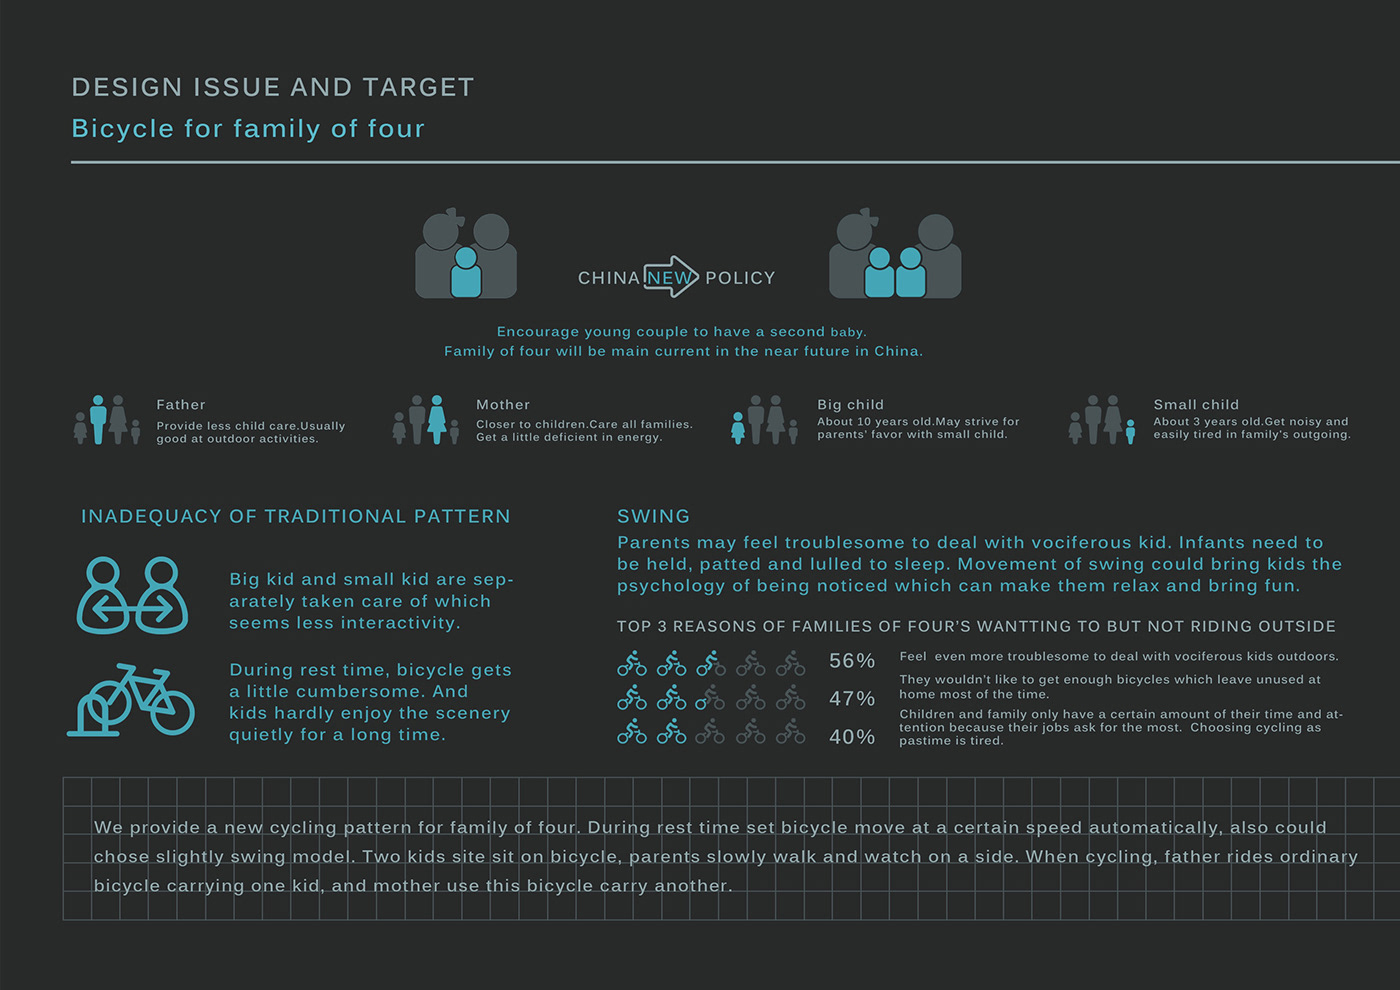 DESIGN ISSUE AND TARGET
Bicycle for family of four
CHINA NEW POLICY
Encourage young couple to have a second baby.
Family of four will be main current in the near future in China.
Father
Provide less child care.Usually
good at outdoor activities.
Mother
Closer to children.Care all families.
Get a little deficient in energy.
Big child
About 10 years old.May strive for
parents' favor with small child.
Small child
About 3 years old.Get noisy and
easily tired in family's outgoing.
INADEQUACY OF TRADITIONAL PATTERN
Big kid and small kid are sep-
arately taken care of which
seems less interactivity.
During rest time, bicycle gets
a little cumbersome. And
kids hardly enjoy the scenery
quietly for a long time.
SWING
Parents may feel troublesome to deal with vociferous kid. Infants need to
be held, patted and lulled to sleep. Movement of swing could bring kids the
psychology of being noticed which can make them relax and bring fun.
TOP 3 REASONS OF FAMILIES OF FOUR'S WANTTING TO BUT NOT RIDING OUTSIDE
56%
Feel even more troublesome to deal with vociferous kids outdoors.
47%
They wouldn't like to get enough bicycles which leave unused at
home most of the time.
40%
Children and family only have a certain amount of their time and at-
tention because their jobs ask for the most. Choosing cycling as
pastime is tired.
We provide a new cycling pattern for family of four. During rest time set bicycle move at a certain speed automatically, also could
chose slightly swing model. Two kids site sit on bicycle, parents slowly walk and watch on a side. When cycling, father rides ordinary
bicycle carrying one kid, and mother use this bicycle carry another.